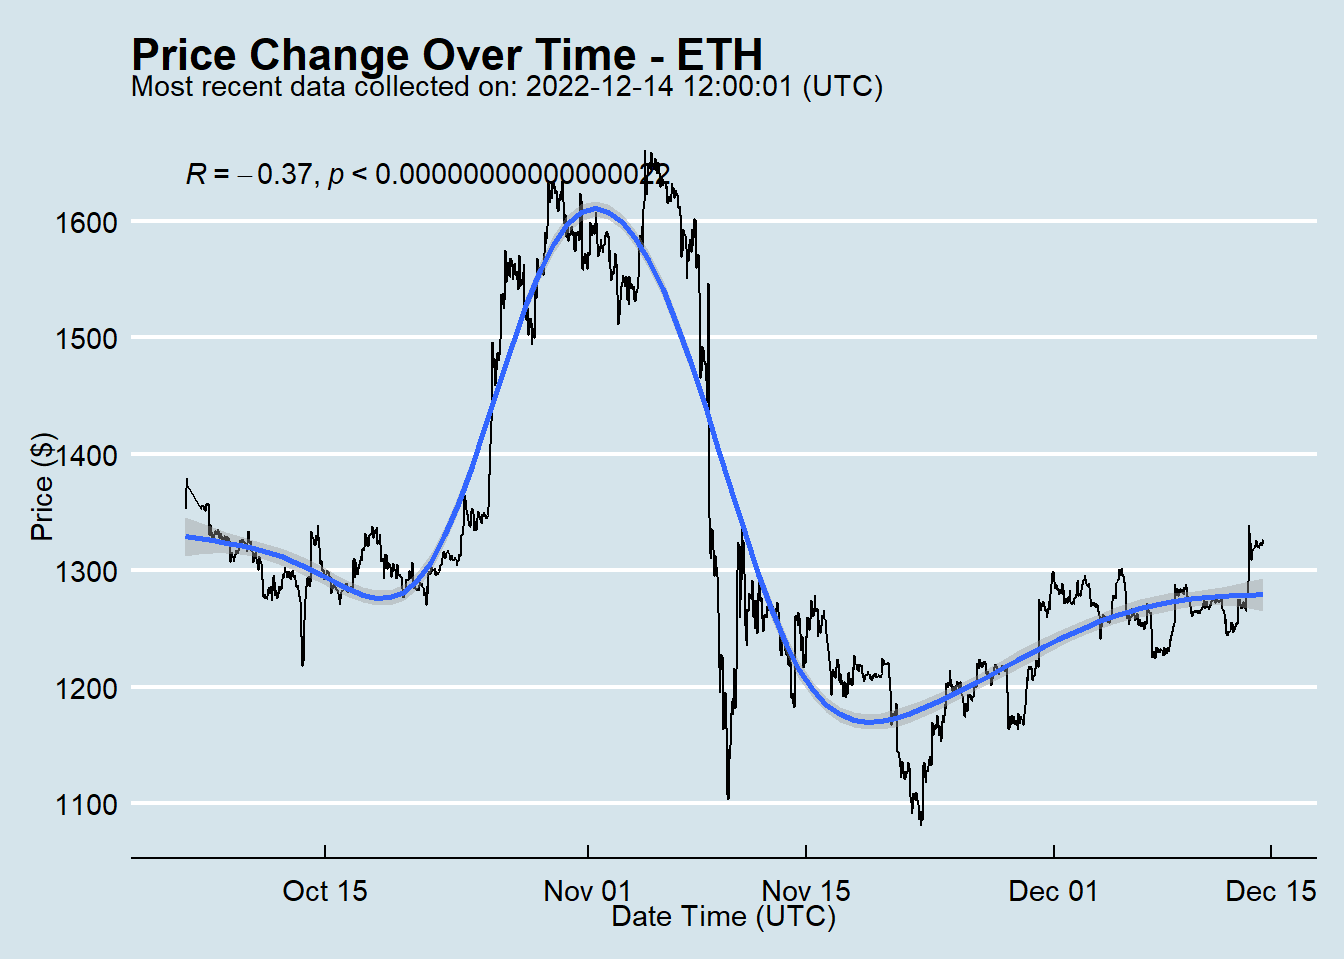 Price Change Over Time - ETH
Most recent data collected on: 2022-12-14 12:00:01 (UTC)
R = −0.37, p < 0.00000000000000022
1600
1500
1400
1300
1200
1100
Price ($)
Oct 15
Nov 01
Nov 15
Dec 01
Dec 15
Date Time (UTC)